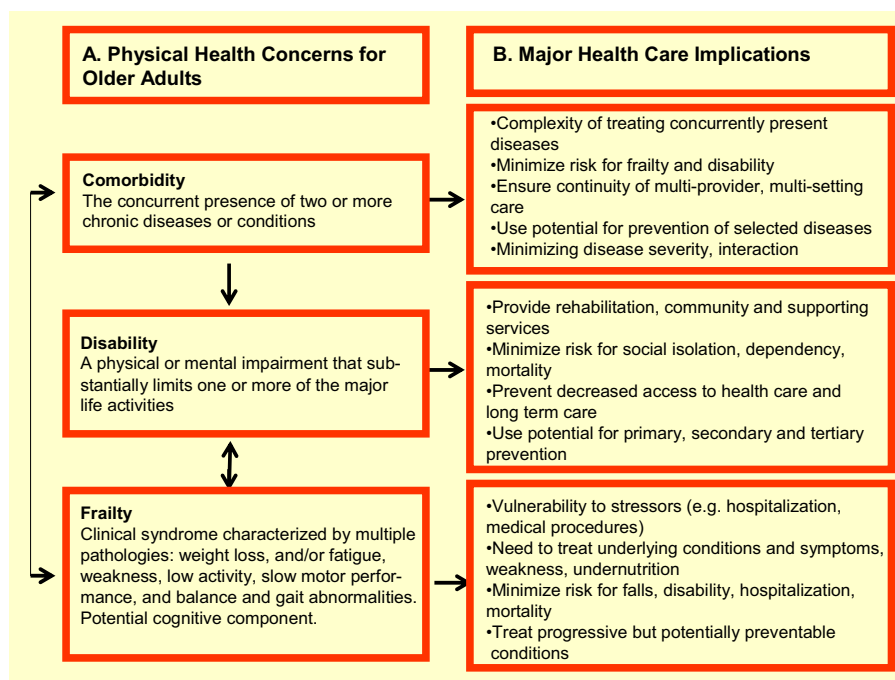 A. Physical Health Concerns for
Older Adults
B. Major Health Care Implications
Comorbidity
The concurrent presence of two or more
chronic diseases or conditions
•Complexity of treating concurrently present
diseases
•Minimize risk for frailty and disability
•Ensure continuity of multi-provider, multi-setting
care
•Use potential for prevention of selected diseases
•Minimizing disease severity, interaction
Disability
A physical or mental impairment that sub-
stantially limits one or more of the major
life activities
•Provide rehabilitation, community and supporting
services
•Minimize risk for social isolation, dependency,
mortality
•Prevent decreased access to health care and
long term care
•Use potential for primary, secondary and tertiary
prevention
Frailty
Clinical syndrome characterized by multiple
pathologies: weight loss, and/or fatigue,
weakness, low activity, slow motor perfor-
mance, and balance and gait abnormalities.
Potential cognitive component.
•Vulnerability to stressors (e.g. hospitalization,
medical procedures)
•Need to treat underlying conditions and symptoms,
weakness, undernutrition
•Minimize risk for falls, disability, hospitalization,
mortality
•Treat progressive but potentially preventable
conditions